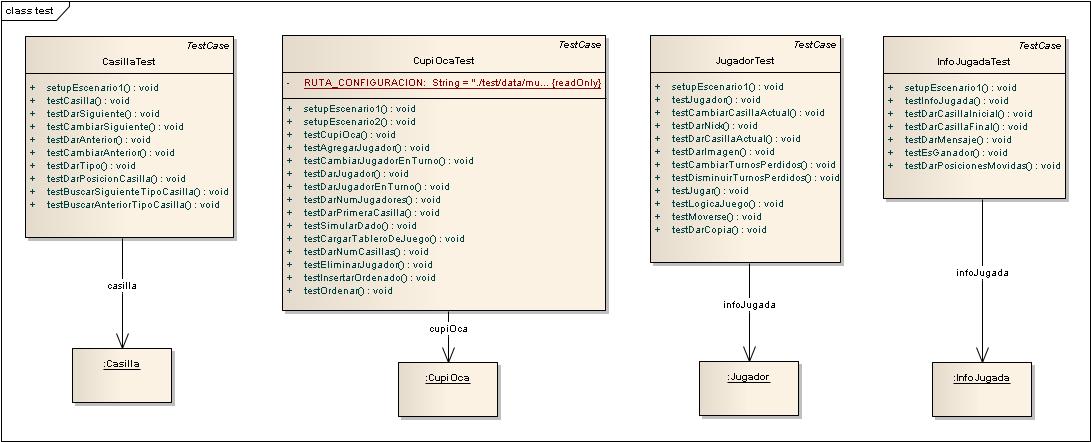 class test
TestCase
CasillaTest
+ setupEscenario1() : void
+ testCasilla() : void
+ testDarSiguiente() : void
+ testCambiarSiguiente() : void
+ testDarAnterior() : void
+ testCambiarAnterior() : void
+ testDarTipo() : void
+ testDarPosicionCasilla() : void
+ testBuscarSiguienteTipoCasilla() : void
+ testBuscarAnteriorTipoCasilla() : void
casilla
:Casilla
TestCase
CupiOcaTest
- RUTA_CONFIGURACION: String = "./test/data/mu... {readOnly}
+ setupEscenario1() : void
+ setupEscenario2() : void
+ testCupiOca() : void
+ testAgregarJugador() : void
+ testCambiarJugadorEnTurno() : void
+ testDarJugador() : void
+ testDarJugadorEnTurno() : void
+ testDarNumJugadores() : void
+ testDarPrimeraCasilla() : void
+ testSimularDado() : void
+ testCargarTableroDeJuego() : void
+ testDarNumCasillas() : void
+ testEliminarJugador() : void
+ testInsertarOrdenado() : void
+ testOrdenar() : void
cupiOca
:CupiOca
TestCase
JugadorTest
+ setupEscenario1() : void
+ testJugador() : void
+ testCambiarCasillaActual() : void
+ testDarNick() : void
+ testDarCasillaActual() : void
+ testDarImagen() : void
+ testCambiarTurnosPerdidos() : void
+ testDisminuirTurnosPerdidos() : void
+ testJugar() : void
+ testLogicaJuego() : void
+ testMoverse() : void
+ testDarCopia() : void
infoJugada
:Jugador
TestCase
InfoJugadaTest
+ setupEscenario1() : void
+ testInfoJugada() : void
+ testDarCasillaInicial() : void
+ testDarCasillaFinal() : void
+ testDarMensaje() : void
+ testEsGanador() : void
+ testDarPosicionesMovidas() : void
infoJugada
:InfoJugada